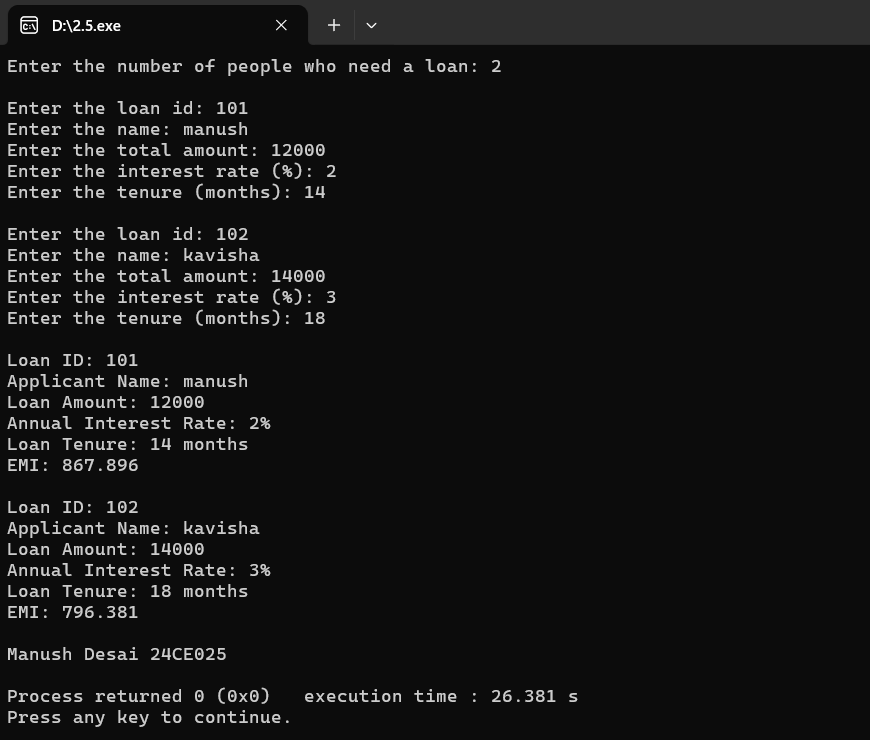 D:\2.5.exe
Enter the number of people who need a loan: 2
Enter the loan id: 101
Enter the name: manush
Enter the total amount: 12000
Enter the interest rate (%): 2
Enter the tenure (months): 14
Enter the loan id: 102
Enter the name: kavisha
Enter the total amount: 14000
Enter the interest rate (%): 3
Enter the tenure (months): 18
Loan ID: 101
Applicant Name: manush
Loan Amount: 12000
Annual Interest Rate: 2%
Loan Tenure: 14 months
EMI: 867.896
Loan ID: 102
Applicant Name: kavisha
Loan Amount: 14000
Annual Interest Rate: 3%
Loan Tenure: 18 months
EMI: 796.381
Manush Desai 24CE025
Process returned 0 (0x0)   execution time : 26.381 s
Press any key to continue.